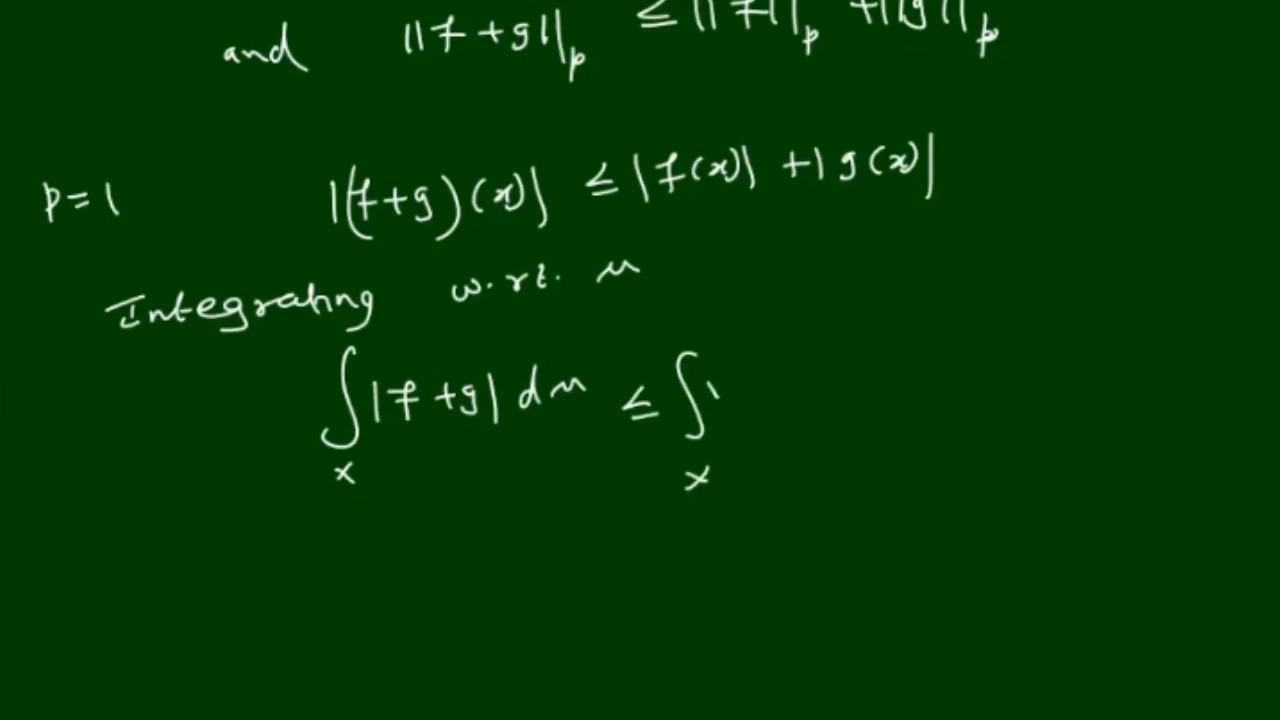 and ||f+g||_p ≤ ||f||_p + ||g||_p
p=1 |(f+g)(x)| ≤ |f(x)| + |g(x)|
Integrating w.r.t. μ
∫_X |f+g| dμ ≤ ∫_X |